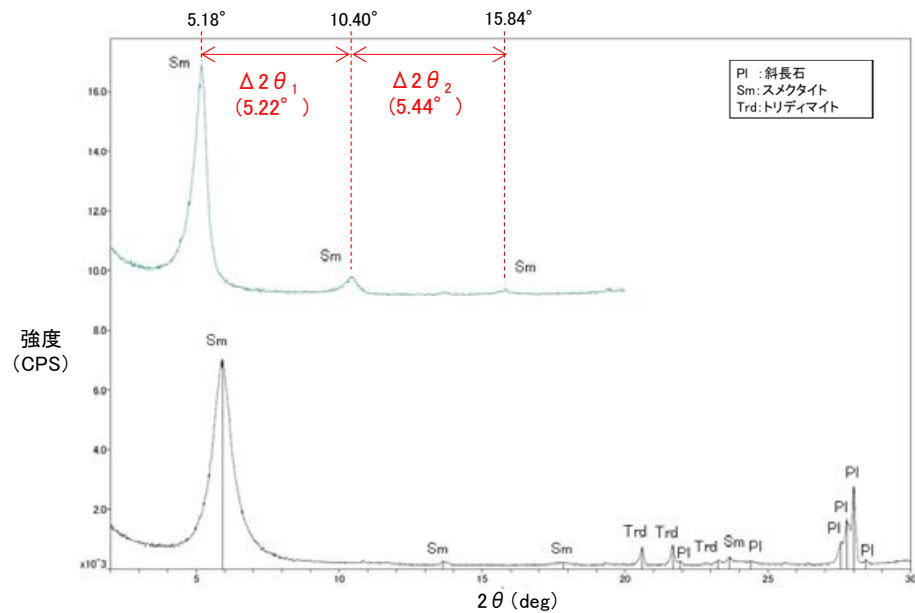 5.18° 10.40° 15.84°
Sm
Δ2θ₁
(5.22°)
Δ2θ₂
(5.44°)
Pl :斜長石
Sm:スメクタイト
Trd:トリディマイト
16.0
14.0
12.0
Sm
Sm
10.0
8.0
強度
(CPS)
Sm
6.0
4.0
2.0
Sm
Sm
Trd
Trd
Pl
Trd
Sm
Pl
Pl
Pl
Pl
Pl
x10^3
5 10 15 20 25 30
2θ(deg)